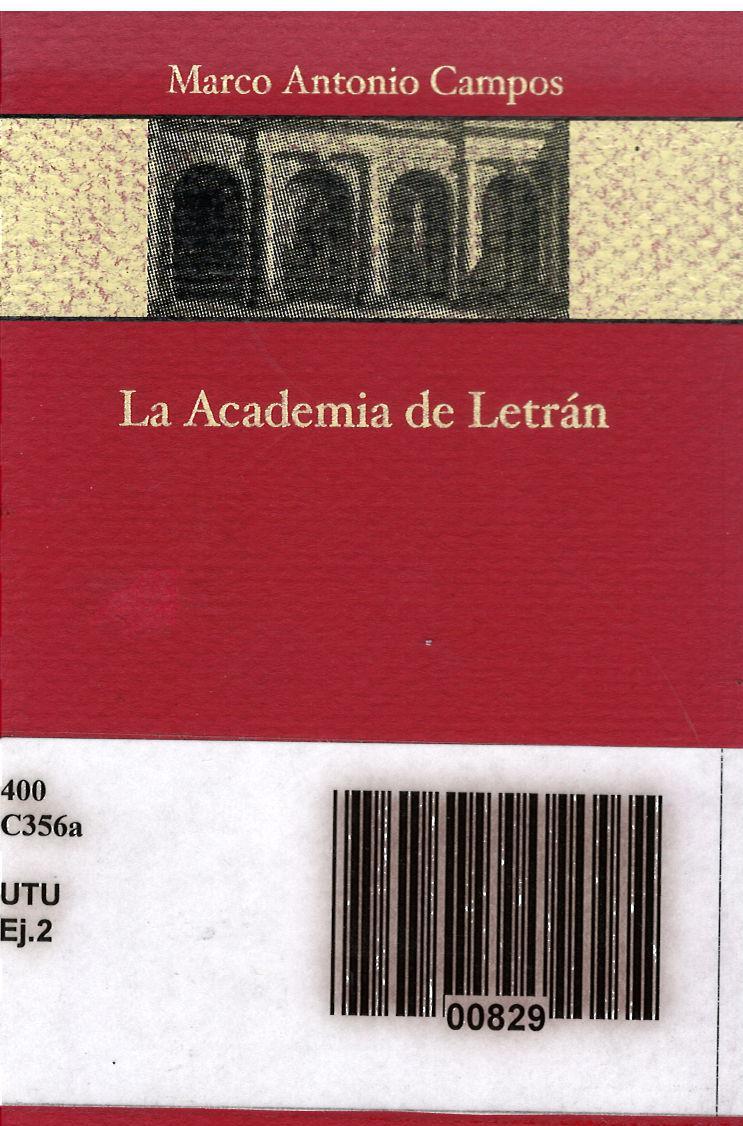 Marco Antonio Campos
La Academia de Letrán
400
C356a
UTU
Ej.2
00829